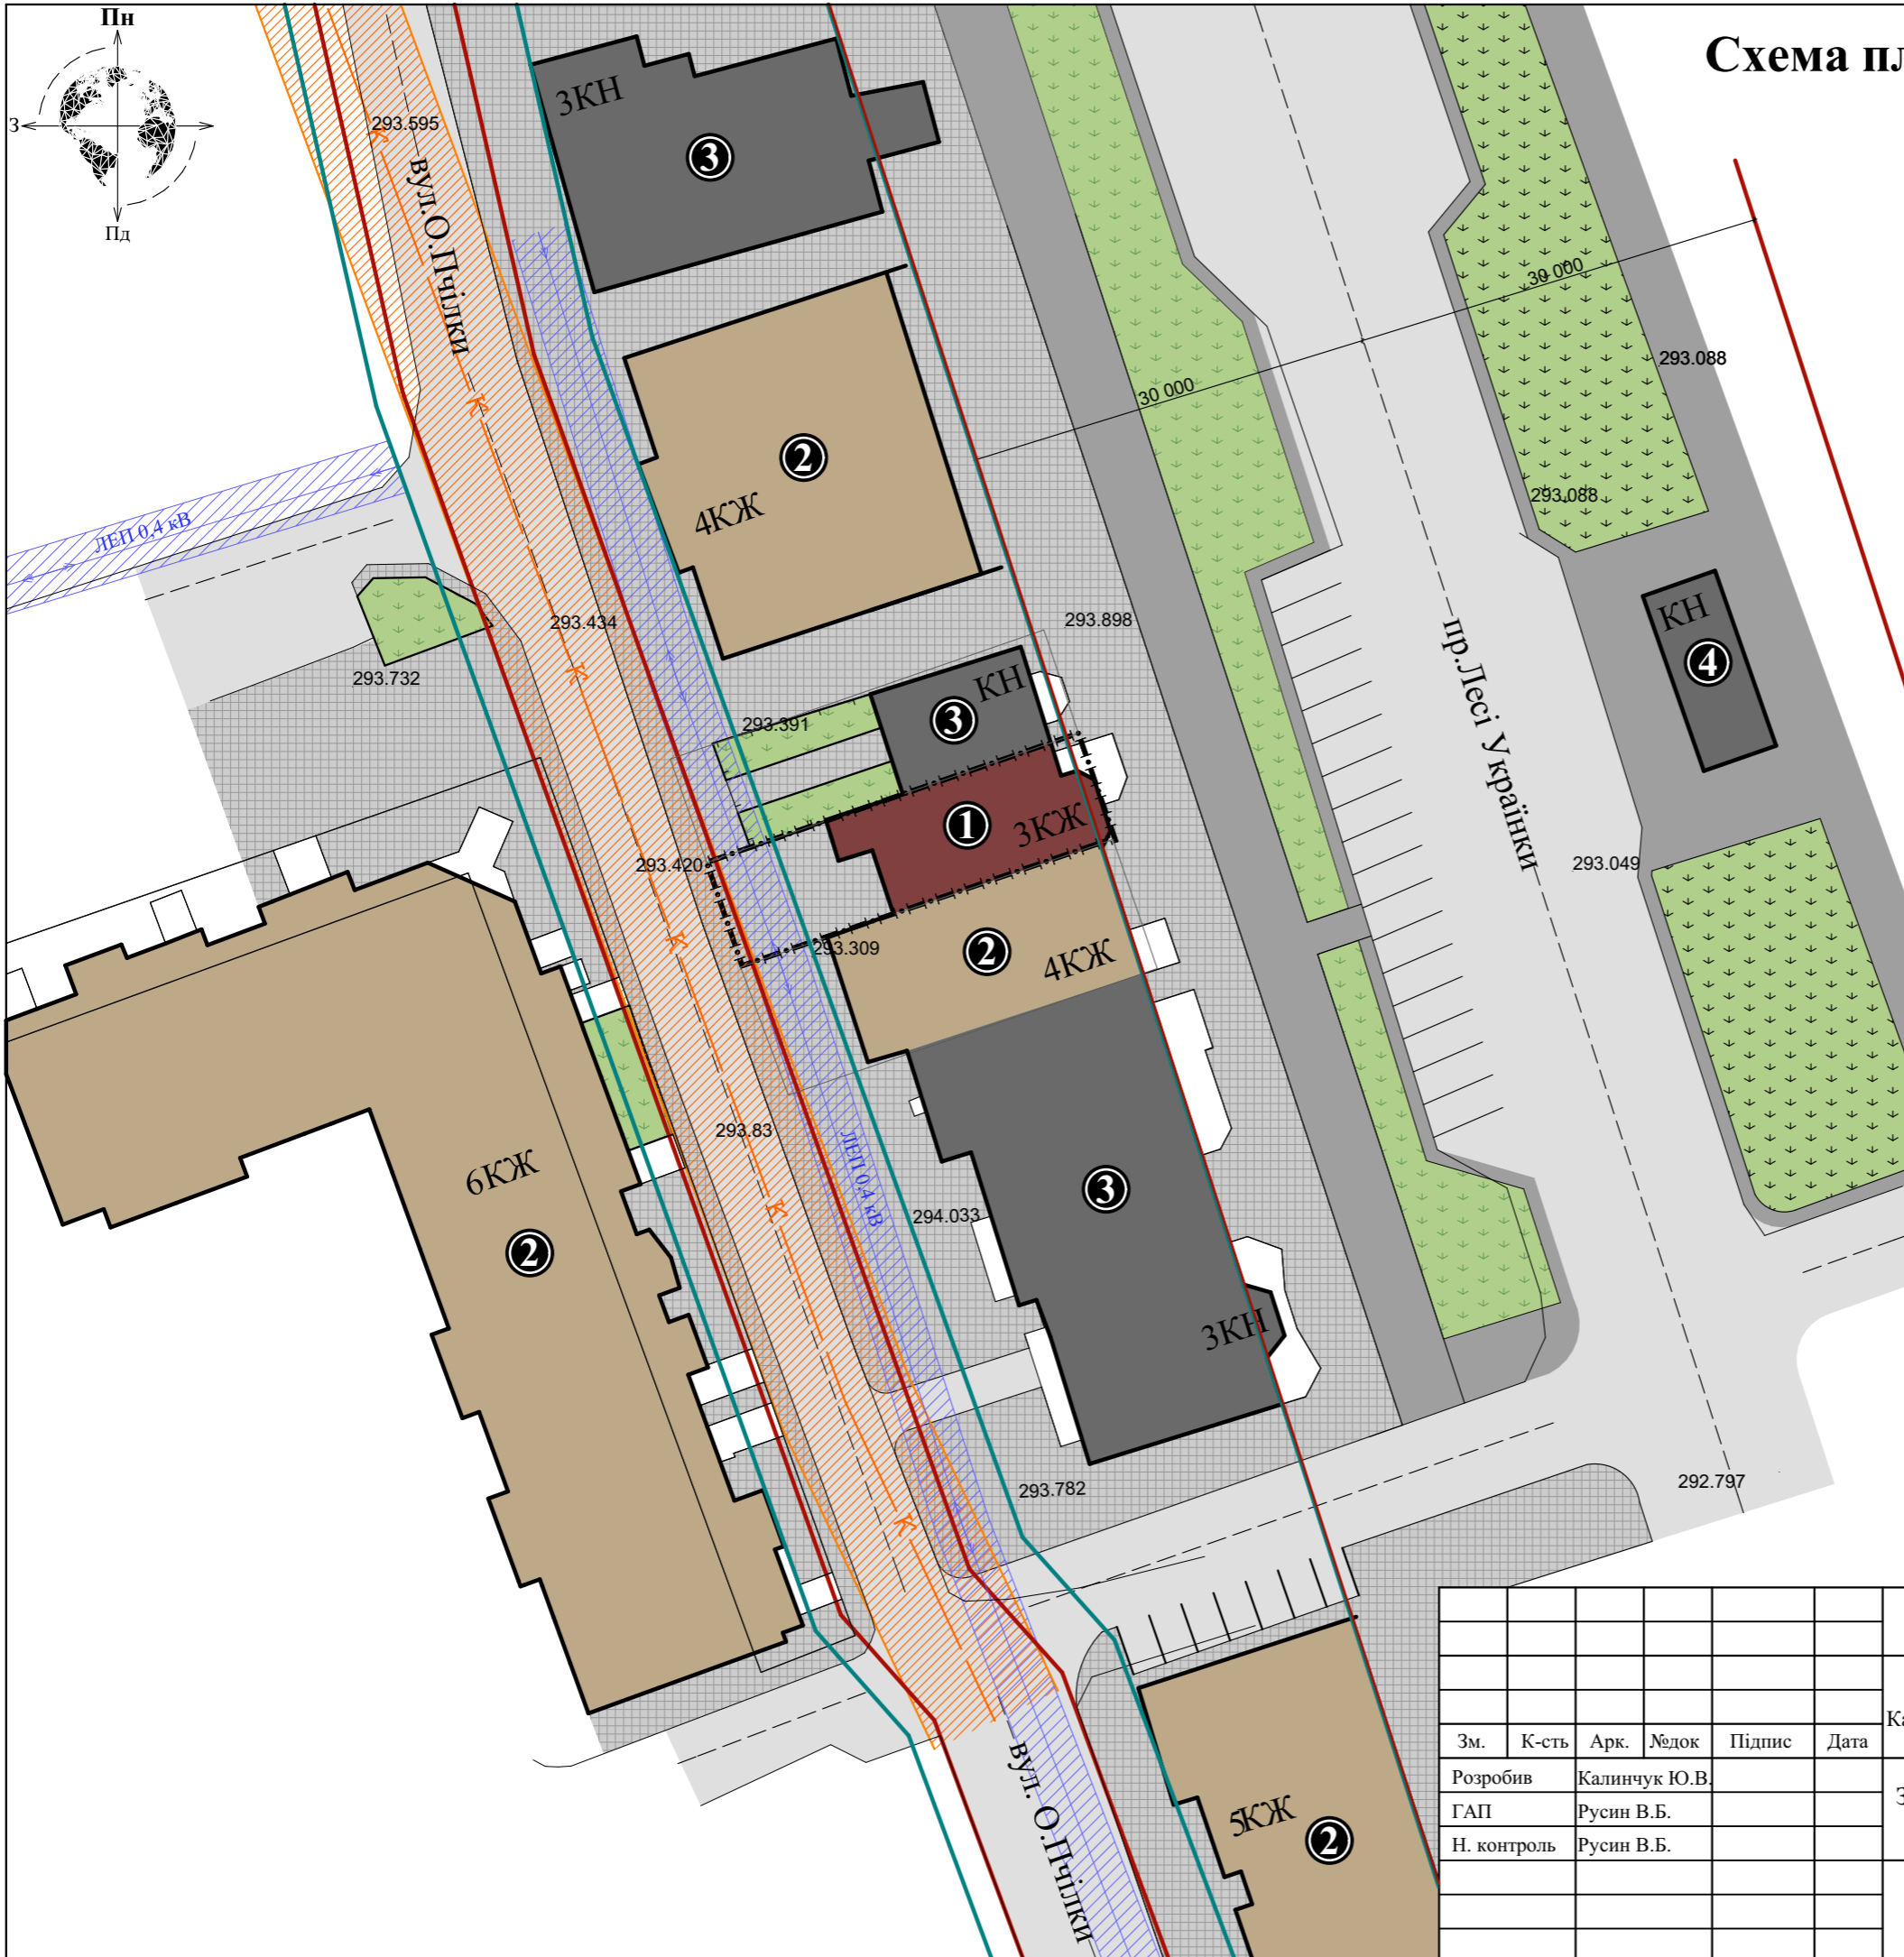 Пн
З
Пд
Схема пл
293.595
вул.О.Пчілки
3КН
3
2
4КЖ
30 000
30 000
293.088
293.088
ЛЕП 0,4 кВ
К
К
К
К
К
К
293.434
293.732
293.898
293.391
КН
3
1
3КЖ
293.420
293.309
2
4КЖ
пр.Лесі Українки
КН
4
293.049
293.83
ЛЕП 0,4 кВ
6КЖ
2
294.033
3
3КН
293.782
292.797
вул. О.Пчілки
5КЖ
2
Зм. К-сть Арк. №док Підпис Дата
Розробив Калинчук Ю.В.
ГАП Русин В.Б.
Н. контроль Русин В.Б.